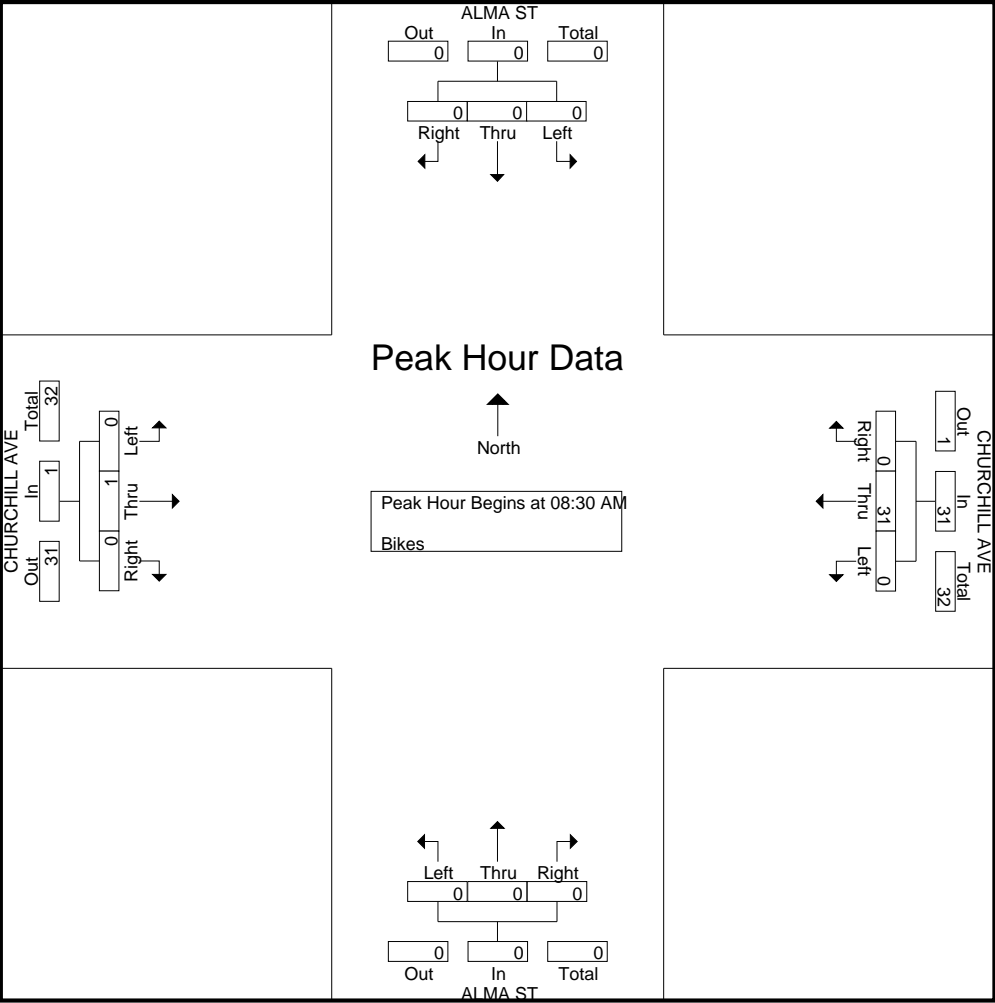 ALMA ST
Out In Total
0 0 0
0 0 0
Right Thru Left
Peak Hour Data
North
Peak Hour Begins at 08:30 AM
Bikes
CHURCHILL AVE
Out In Total
31 1 32
0 1 0
Right Thru Left
CHURCHILL AVE
Out In Total
1 31 32
0 31 0
Right Thru Left
Left Thru Right
0 0 0
0 0 0
Out In Total
ALMA ST